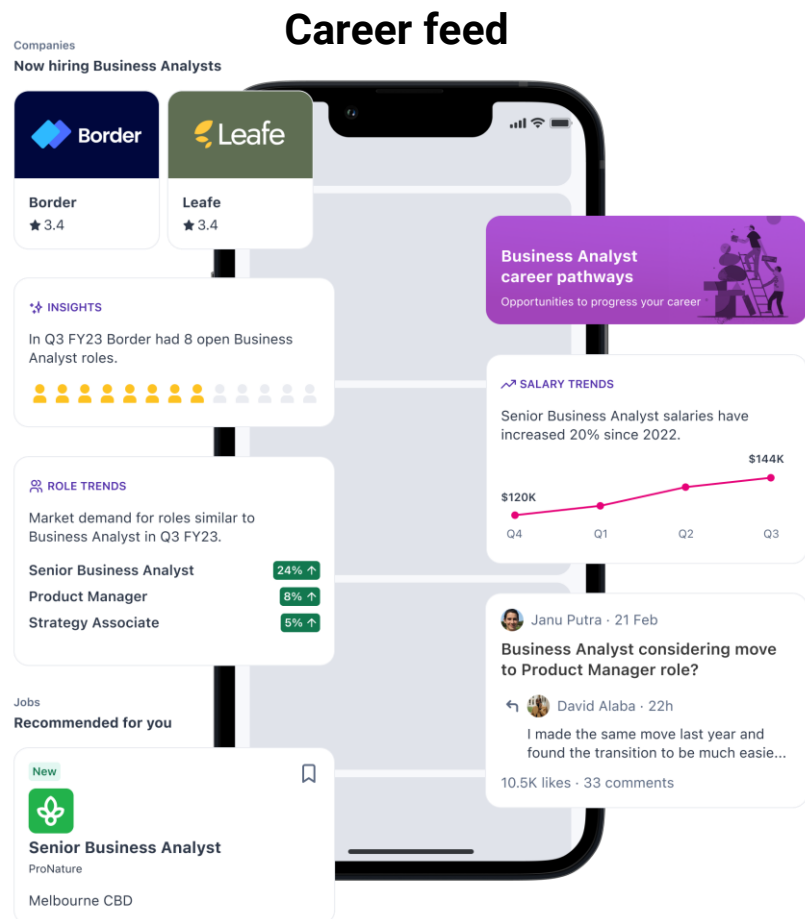 Career feed
Companies
Now hiring Business Analysts
Border
Leafe
Border
3.4
Leafe
3.4
INSIGHTS
In Q3 FY23 Border had 8 open Business
Analyst roles.
ROLE TRENDS
Market demand for roles similar to
Business Analyst in Q3 FY23.
Senior Business Analyst 24% ↑
Product Manager 8% ↑
Strategy Associate 5% ↑
Jobs
Recommended for you
New
Senior Business Analyst
ProNature
Melbourne CBD
Business Analyst
career pathways
Opportunities to progress your career
SALARY TRENDS
Senior Business Analyst salaries have
increased 20% since 2022.
$144K
$120K
Q4 Q1 Q2 Q3
Janu Putra · 21 Feb
Business Analyst considering move
to Product Manager role?
David Alaba · 22h
I made the same move last year and
found the transition to be much easie...
10.5K likes · 33 comments